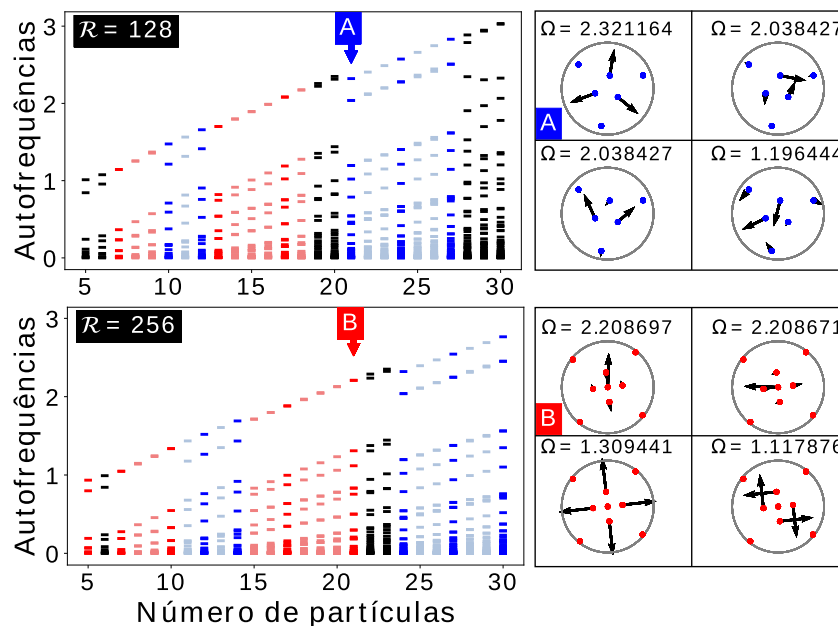 Autofrequências
3
2
1
0
ℛ = 128
A
5 10 15 20 25 30
Ω = 2.321164
Ω = 2.038427
A
Ω = 2.038427
Ω = 1.196444
Autofrequências
3
2
1
0
ℛ = 256
B
5 10 15 20 25 30
Número de partículas
Ω = 2.208697
Ω = 2.208671
B
Ω = 1.309441
Ω = 1.117876